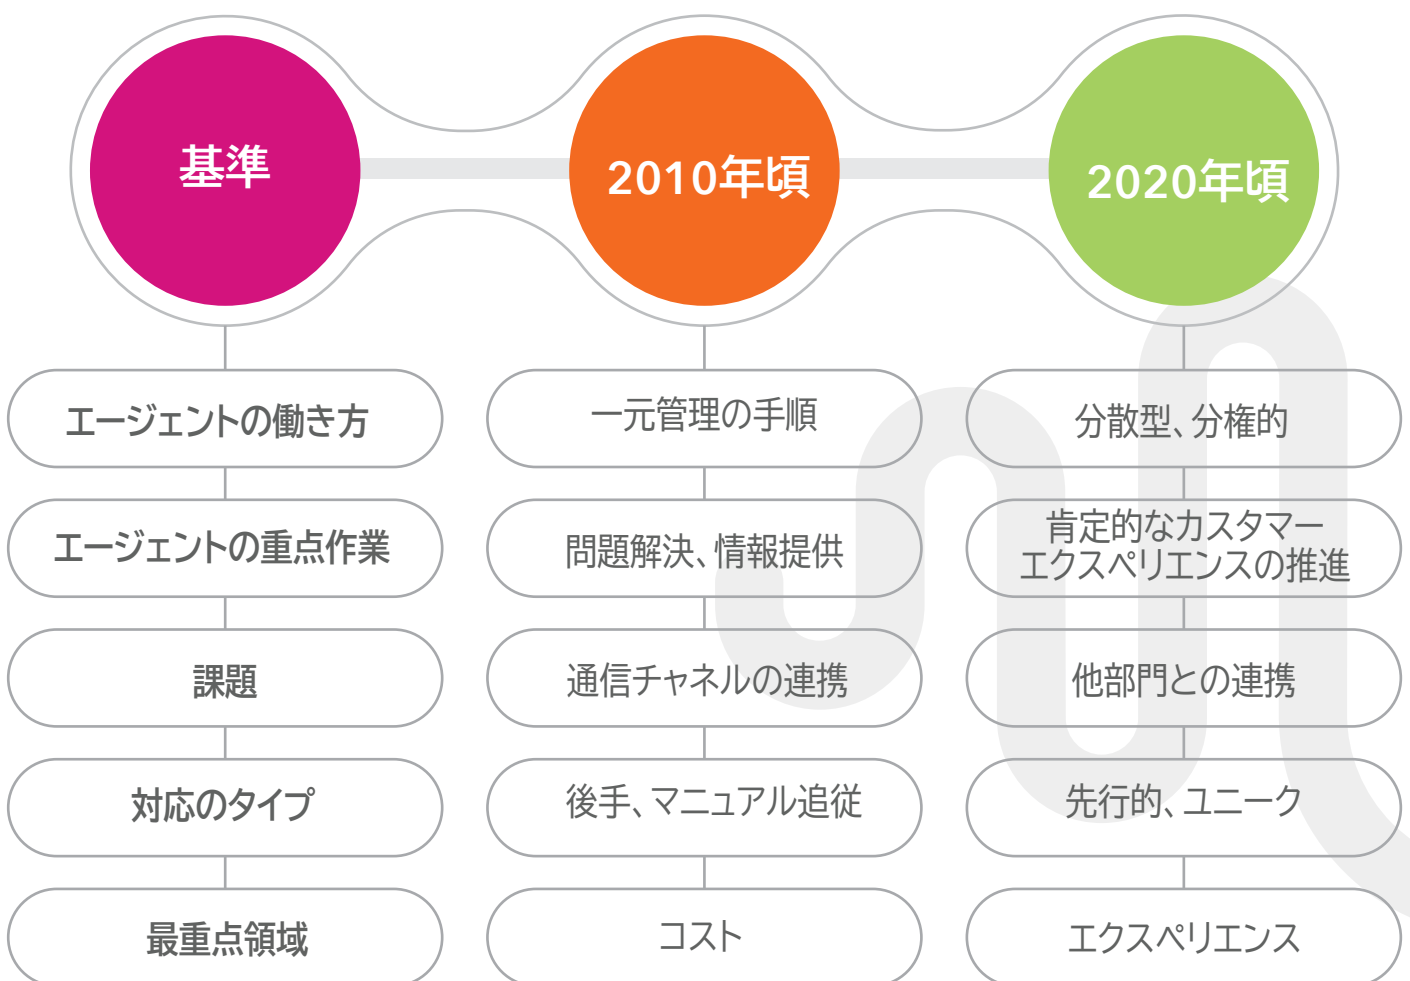 基準
2010年頃
2020年頃
エージェントの働き方
一元管理の手順
分散型、分権的
エージェントの重点作業
問題解決、情報提供
肯定的なカスタマー
エクスペリエンスの推進
課題
通信チャネルの連携
他部門との連携
対応のタイプ
後手、マニュアル追従
先行的、ユニーク
最重点領域
コスト
エクスペリエンス